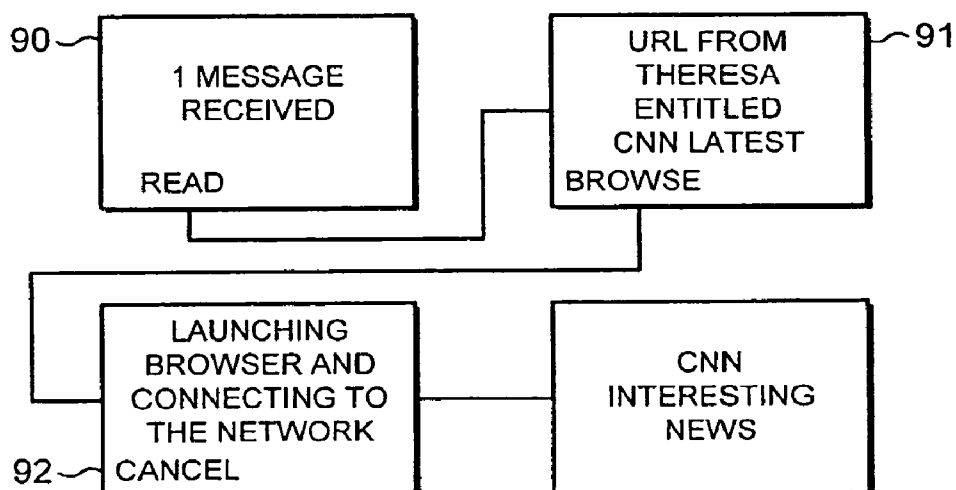 90
1 MESSAGE
RECEIVED
READ
91
URL FROM
THERESA
ENTITLED
CNN LATEST
BROWSE
LAUNCHING
BROWSER AND
CONNECTING TO
THE NETWORK
92
CANCEL
CNN
INTERESTING
NEWS